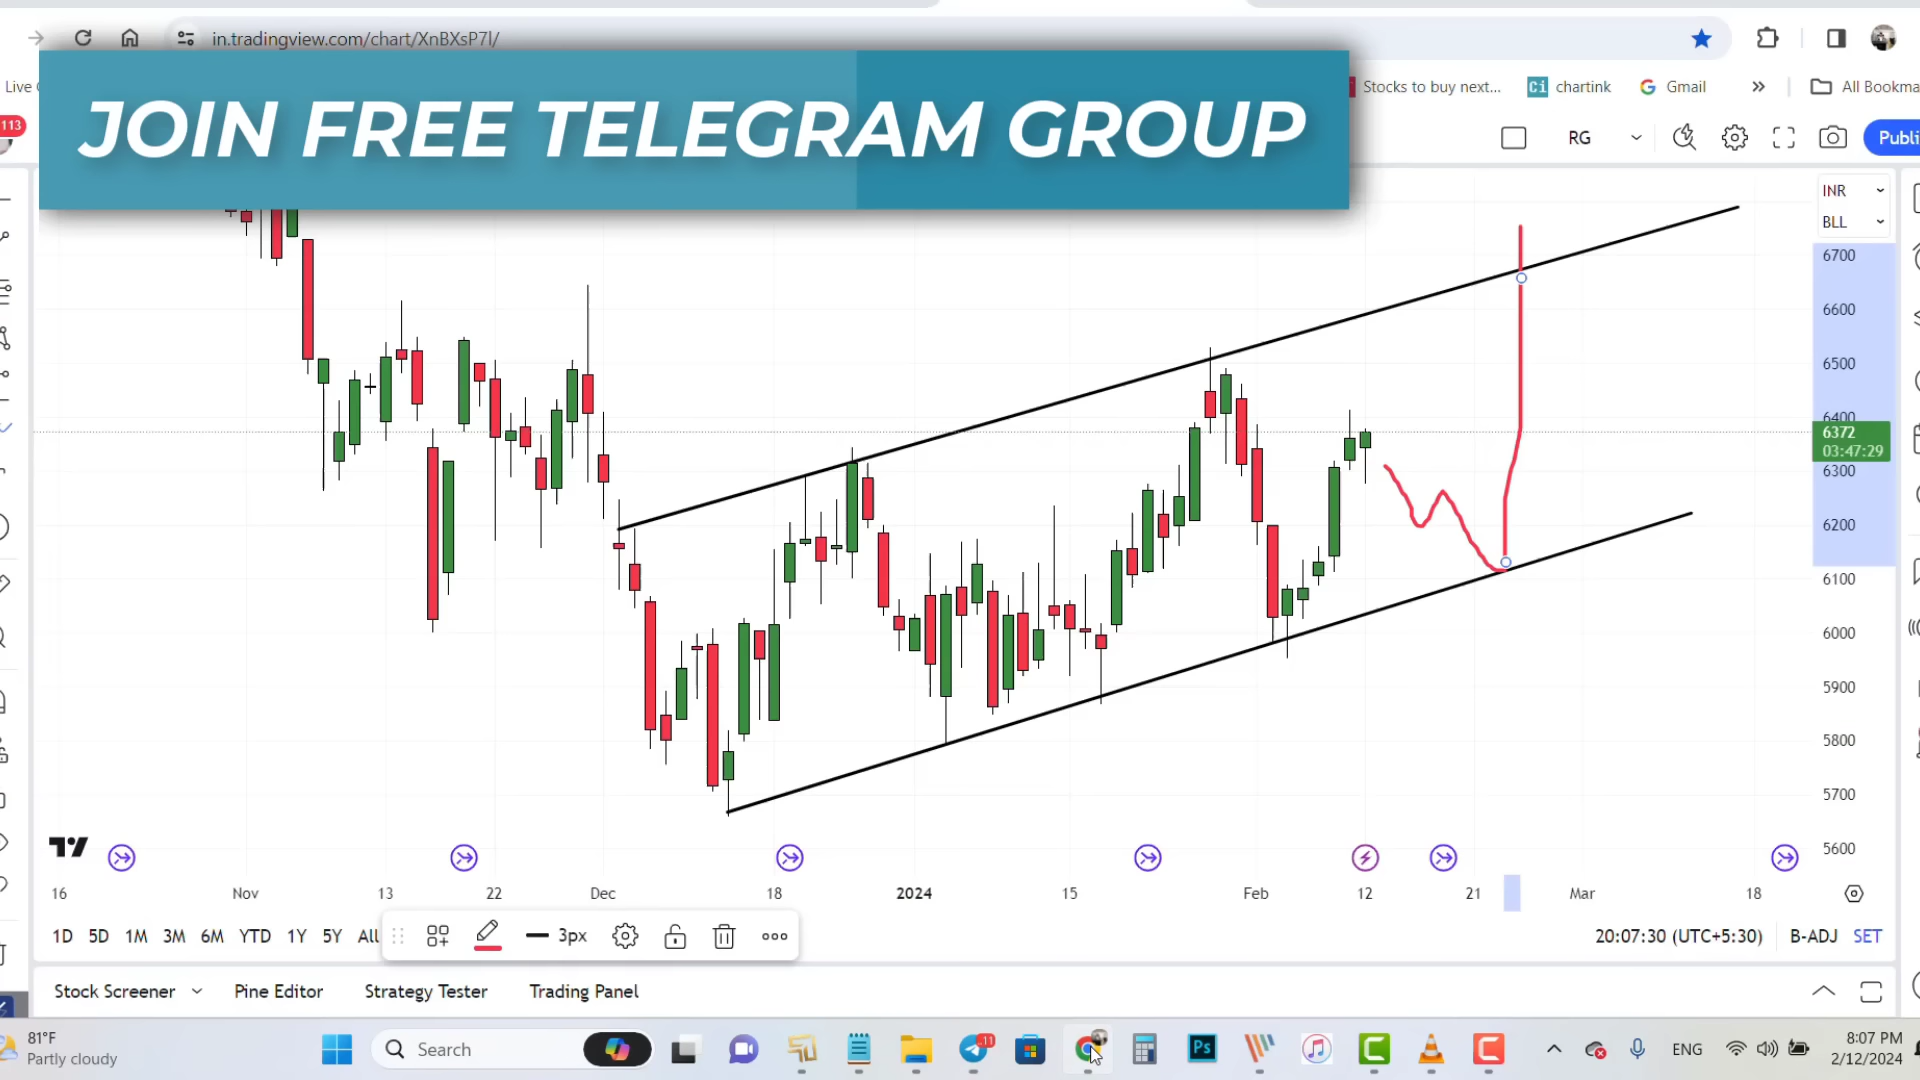 in.tradingview.com/chart/XnBXsP7l/
Live
Stocks to buy next...
Ci chartink
Gmail
All Bookma
JOIN FREE TELEGRAM GROUP
113
RG
Publi
INR
BLL
6700
6600
6500
6400
6372
03:47:29
6300
6200
6100
6000
5900
5800
5700
5600
16 Nov 13 22 Dec 18 2024 15 Feb 12 21 Mar 18
1D 5D 1M 3M 6M YTD 1Y 5Y All
3px
20:07:30 (UTC+5:30) B-ADJ SET
Stock Screener Pine Editor Strategy Tester Trading Panel
81°F
Partly cloudy
Search
11
Ps
ENG
8:07 PM
2/12/2024